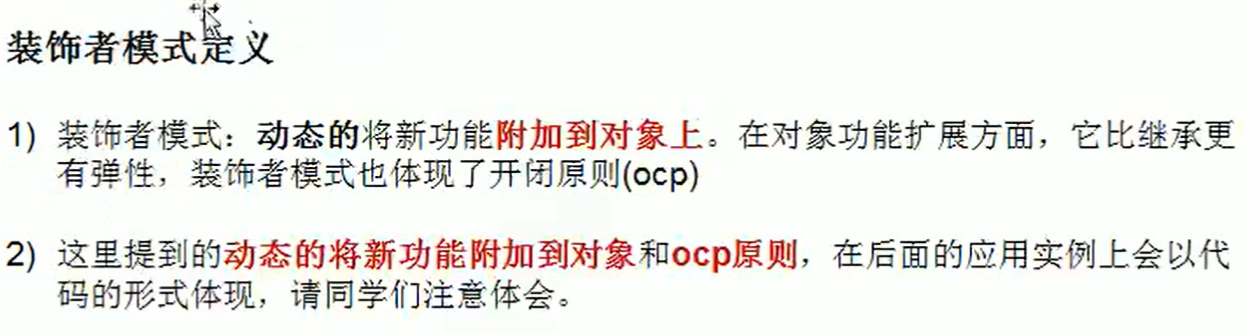 装饰者模式定义
1) 装饰者模式：动态的将新功能附加到对象上。在对象功能扩展方面，它比继承更
有弹性，装饰者模式也体现了开闭原则(ocp)
2) 这里提到的动态的将新功能附加到对象和ocp原则，在后面的应用实例上会以代
码的形式体现，请同学们注意体会。